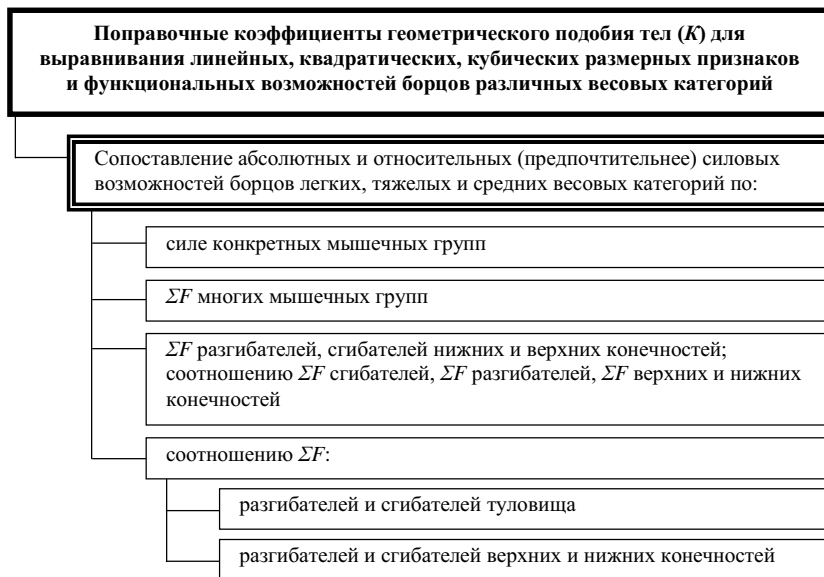 Поправочные коэффициенты геометрического подобия тел (K) для
выравнивания линейных, квадратических, кубических размерных признаков
и функциональных возможностей борцов различных весовых категорий
Сопоставление абсолютных и относительных (предпочтительнее) силовых
возможностей борцов легких, тяжелых и средних весовых категорий по:
силе конкретных мышечных групп
ΣF многих мышечных групп
ΣF разгибателей, сгибателей нижних и верхних конечностей;
соотношению ΣF сгибателей, ΣF разгибателей, ΣF верхних и нижних
конечностей
соотношению ΣF:
разгибателей и сгибателей туловища
разгибателей и сгибателей верхних и нижних конечностей